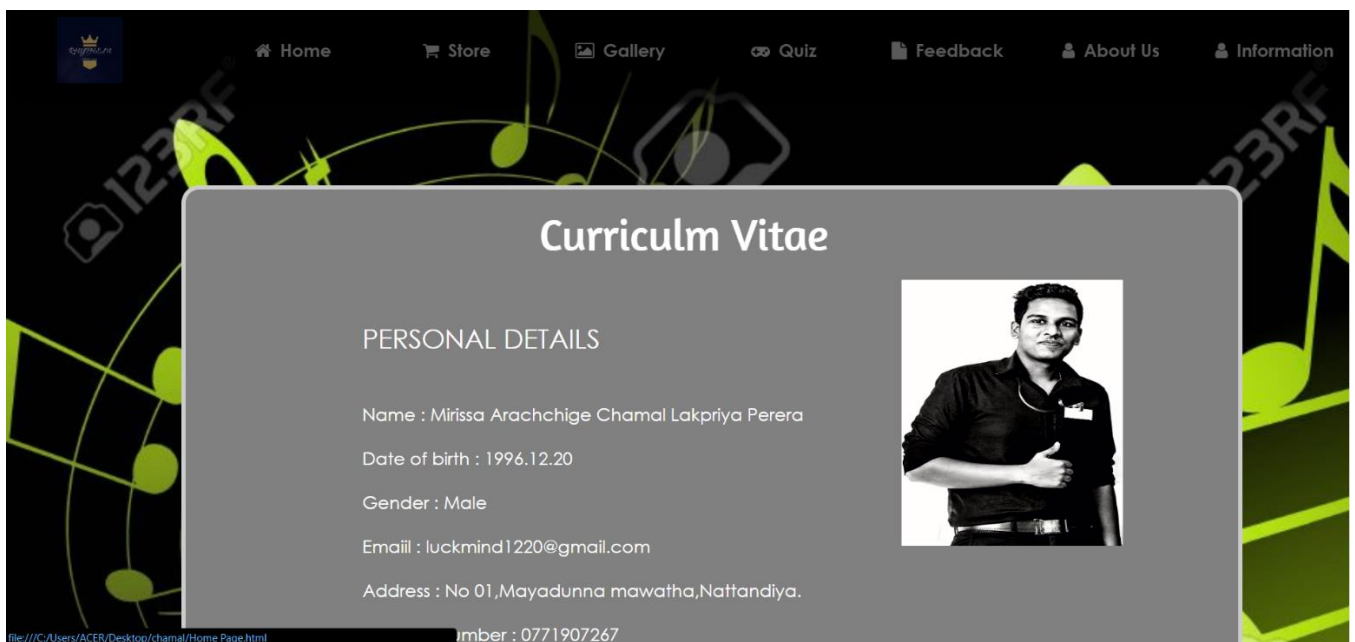 Home Store Gallery Quiz Feedback About Us Information
123RF
123RF
Curriculm Vitae
PERSONAL DETAILS
Name : Mirissa Arachchige Chamal Lakpriya Perera
Date of birth : 1996.12.20
Gender : Male
Emaiil : luckmind1220@gmail.com
Address : No 01,Mayadunna mawatha,Nattandiya.
: 0771907267
file:///C:/Users/ACER/Desktop/chamal/Home Page.html